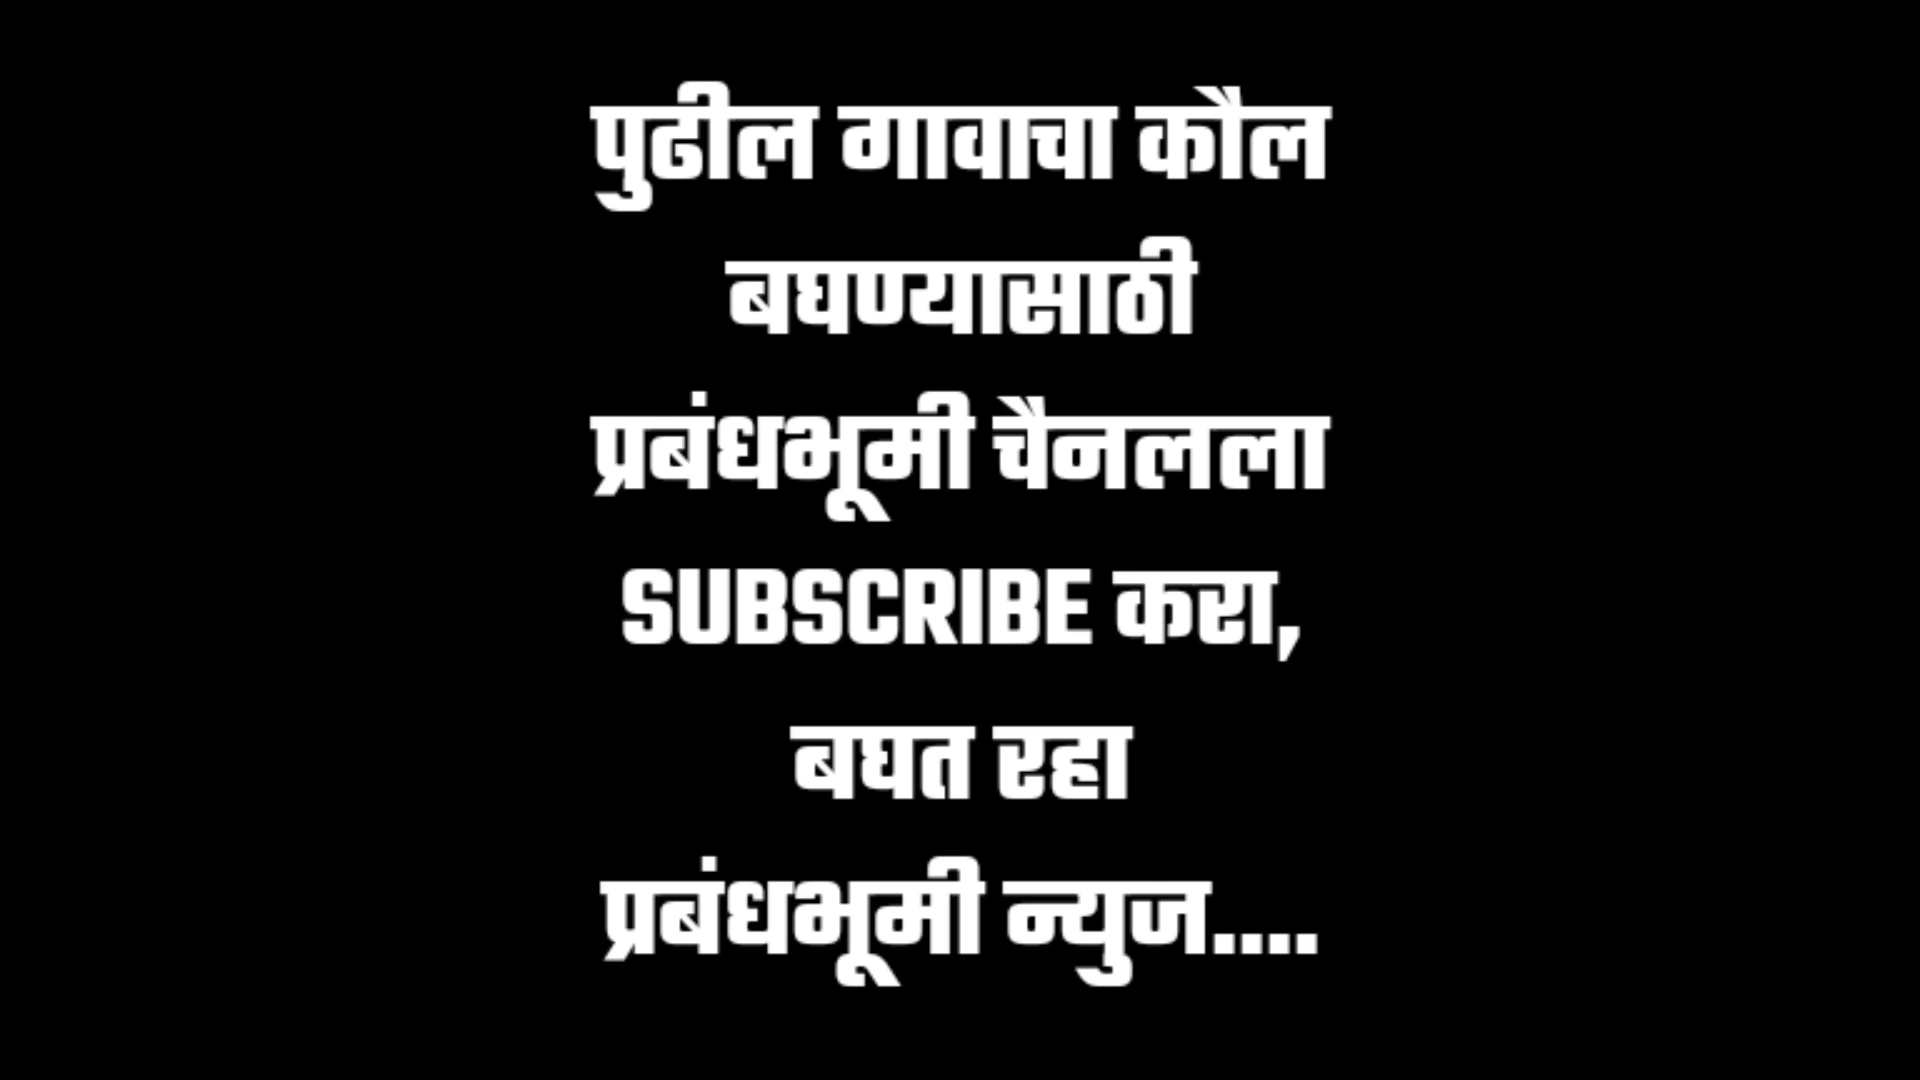 पुढील गावाचा कौल
बघण्यासाठी
प्रबंधभूमी चैनलला
SUBSCRIBE करा,
बघत रहा
प्रबंधभूमी न्युज....